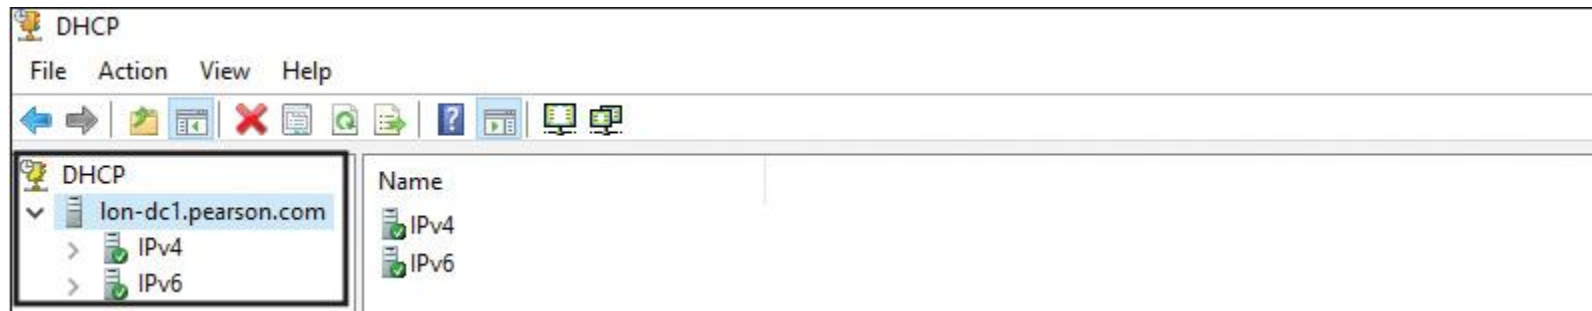 DHCP
File Action View Help
?
DHCP
lon-dc1.pearson.com
IPv4
IPv6
Name
IPv4
IPv6